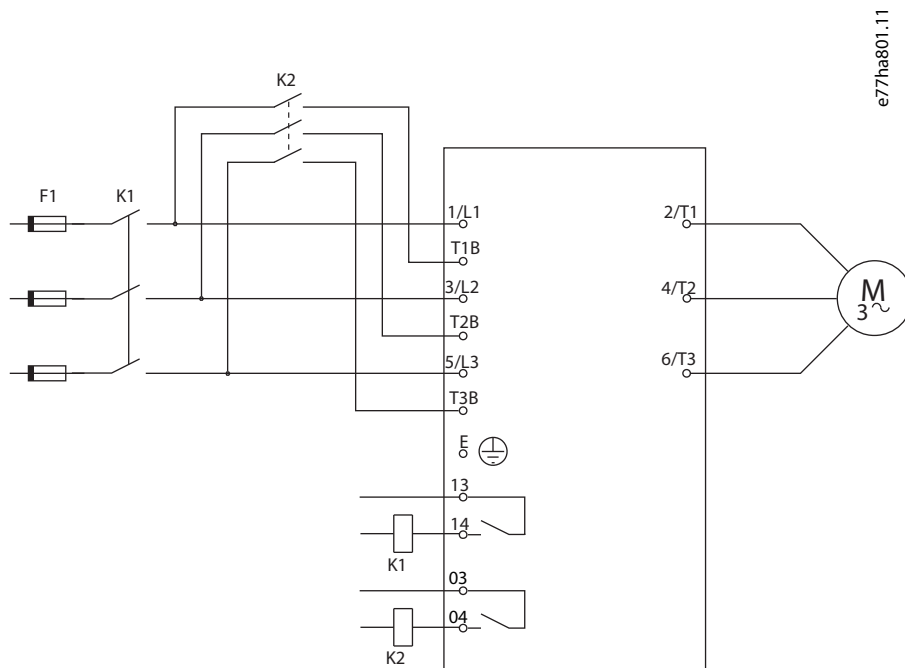 e77ha801.11
K2
F1 K1
1/L1 2/T1
T1B
3/L2 4/T2
M
3
T2B
5/L3 6/T3
T3B
E
13
14
K1
03
04
K2